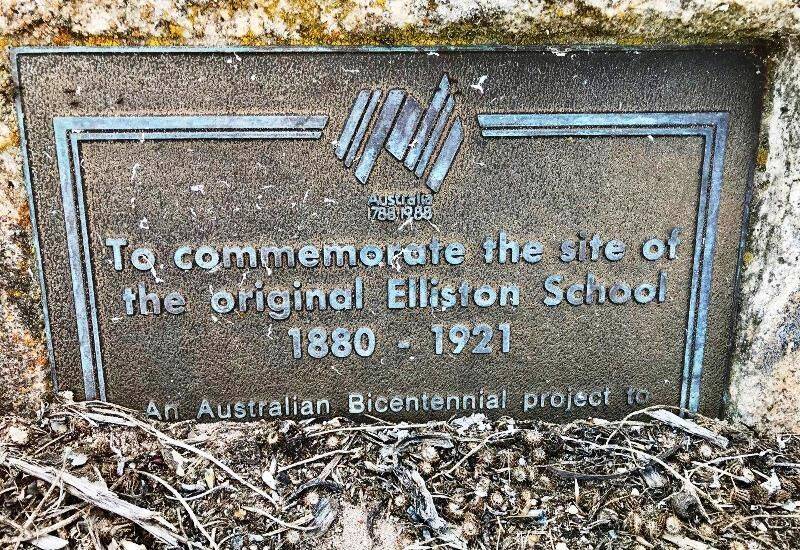 Australia
1788-1988
To commemorate the site of
the original Elliston School
1880 - 1921
An Australian Bicentennial project to